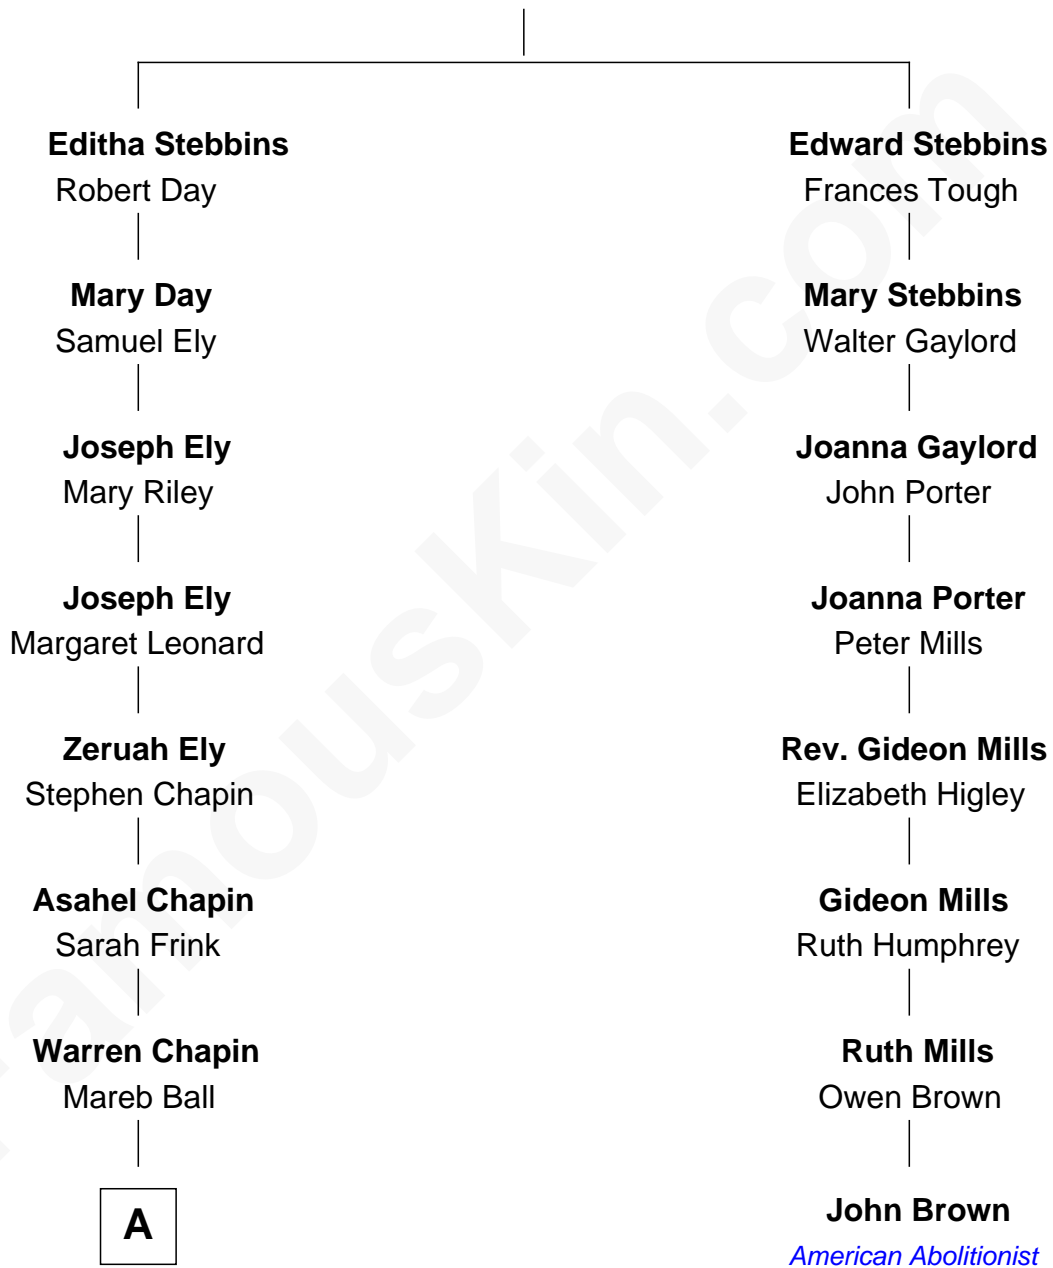 Editha Stebbins
Robert Day
Mary Day
Samuel Ely
Joseph Ely
Mary Riley
Joseph Ely
Margaret Leonard
Zeruah Ely
Stephen Chapin
Asahel Chapin
Sarah Frink
Warren Chapin
Mareb Ball
A
Edward Stebbins
Frances Tough
Mary Stebbins
Walter Gaylord
Joanna Gaylord
John Porter
Joanna Porter
Peter Mills
Rev. Gideon Mills
Elizabeth Higley
Gideon Mills
Ruth Humphrey
Ruth Mills
Owen Brown
John Brown
American Abolitionist
FamousKin.com